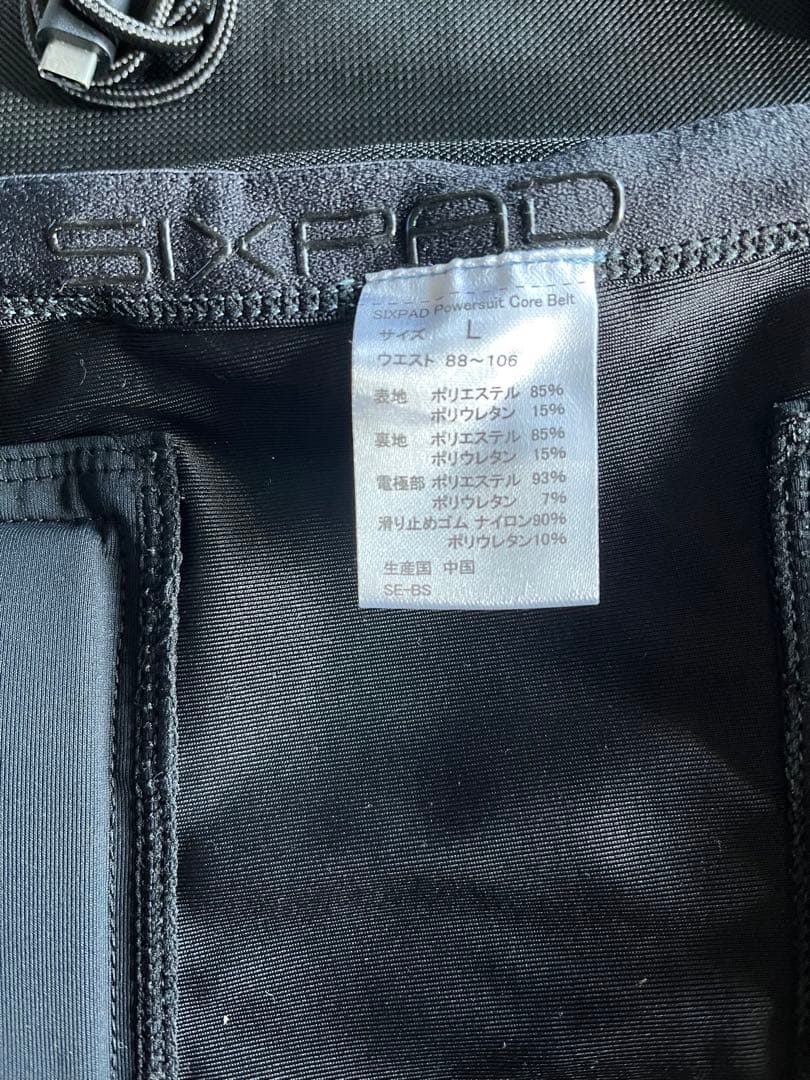 SIXPAD
SIXPAD Powersuit Core Belt
サイズ L
ウエスト 88～106
表地 ポリエステル 85%
ポリウレタン 15%
裏地 ポリエステル 85%
ポリウレタン 15%
電極部 ポリエステル 93%
ポリウレタン 7%
滑り止めゴム ナイロン90%
ポリウレタン10%
生産国 中国
SE-BS